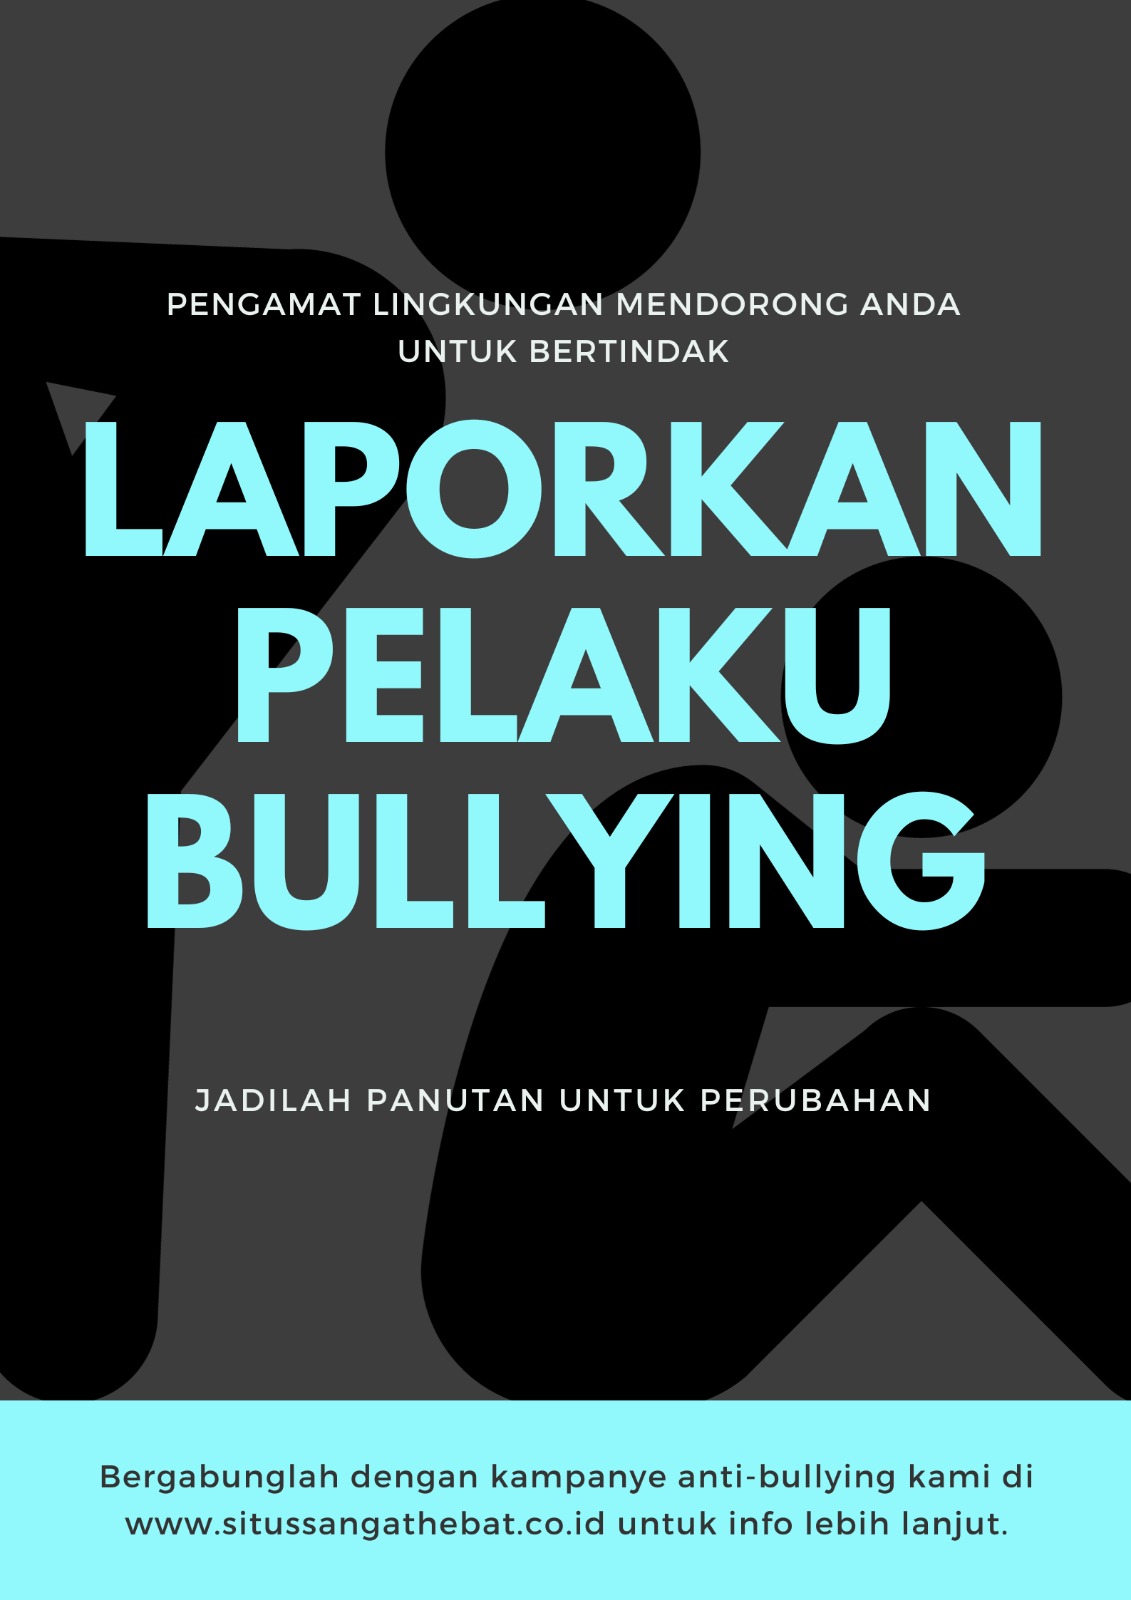 PENGAMAT LINGKUNGAN MENDORONG ANDA
UNTUK BERTINDAK
LAPORKAN
PELAKU
BULLYING
JADILAH PANUTAN UNTUK PERUBAHAN
Bergabunglah dengan kampanye anti-bullying kami di
www.situssangathebat.co.id untuk info lebih lanjut.